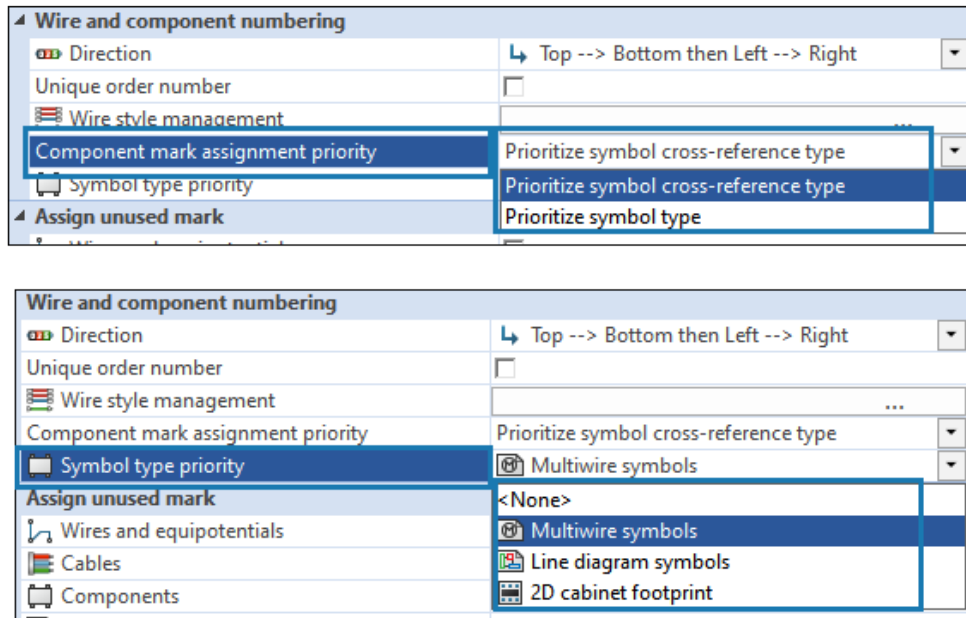 Wire and component numbering
Direction Top --> Bottom then Left --> Right
Unique order number
Wire style management ...
Component mark assignment priority Prioritize symbol cross-reference type
Symbol type priority Prioritize symbol cross-reference type
Assign unused mark Prioritize symbol type
Wire and component numbering
Direction Top --> Bottom then Left --> Right
Unique order number
Wire style management ...
Component mark assignment priority Prioritize symbol cross-reference type
Symbol type priority Multiwire symbols
Assign unused mark <None>
Wires and equipotentials Multiwire symbols
Cables Line diagram symbols
Components 2D cabinet footprint